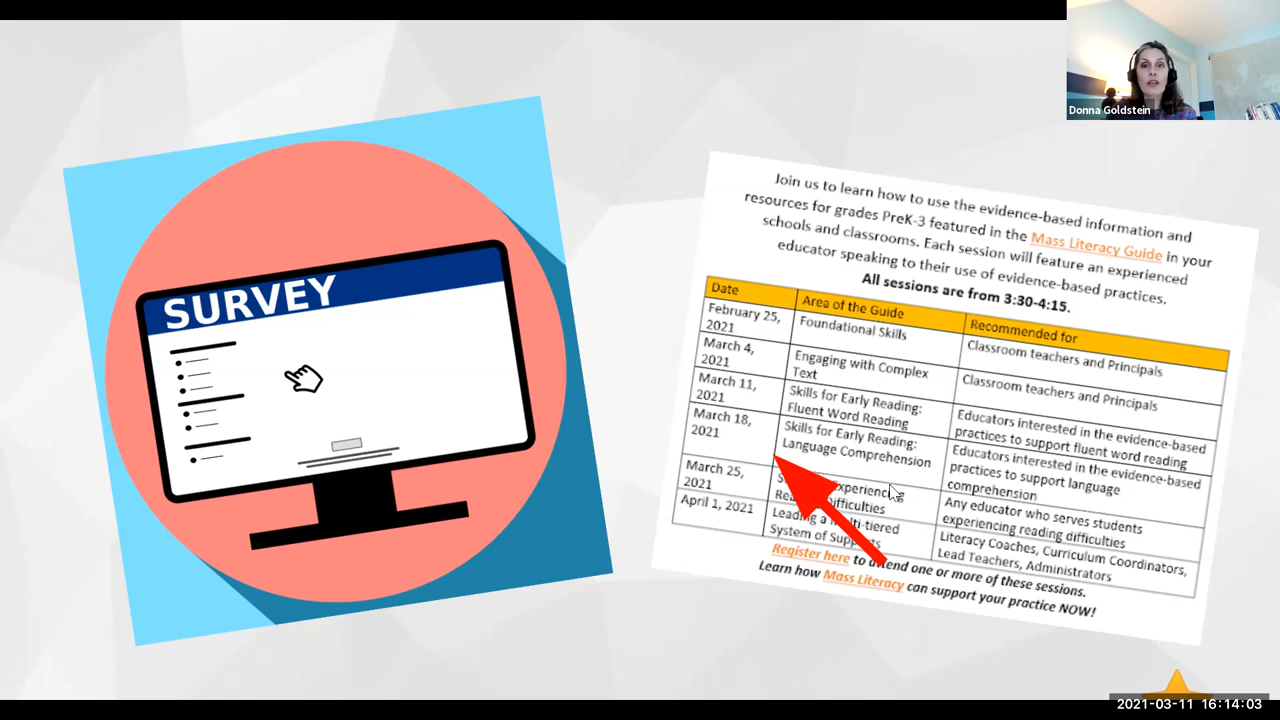 Donna Goldstein
SURVEY
Join us to learn how to use the evidence-based information and
resources for grades PreK-3 featured in the Mass Literacy Guide in your
schools and classrooms. Each session will feature an experienced
educator speaking to their use of evidence-based practices.
All sessions are from 3:30-4:15.
Date Area of the Guide Recommended for
February 25,
2021
Foundational Skills
Classroom teachers and Principals
March 4,
2021
Engaging with Complex
Text
Classroom teachers and Principals
March 11,
2021
Skills for Early Reading:
Fluent Word Reading
Educators interested in the evidence-based
practices to support fluent word reading
March 18,
2021
Skills for Early Reading:
Language Comprehension
Educators interested in the evidence-based
practices to support language
comprehension
March 25,
2021
Difficulties
Any educator who serves students
experiencing reading difficulties
April 1, 2021
Leading a Multi-tiered
System of Supports
Literacy Coaches, Curriculum Coordinators,
Lead Teachers, Administrators
Register here to attend one or more of these sessions.
Learn how Mass Literacy can support your practice NOW!
2021-03-11 16:14:03